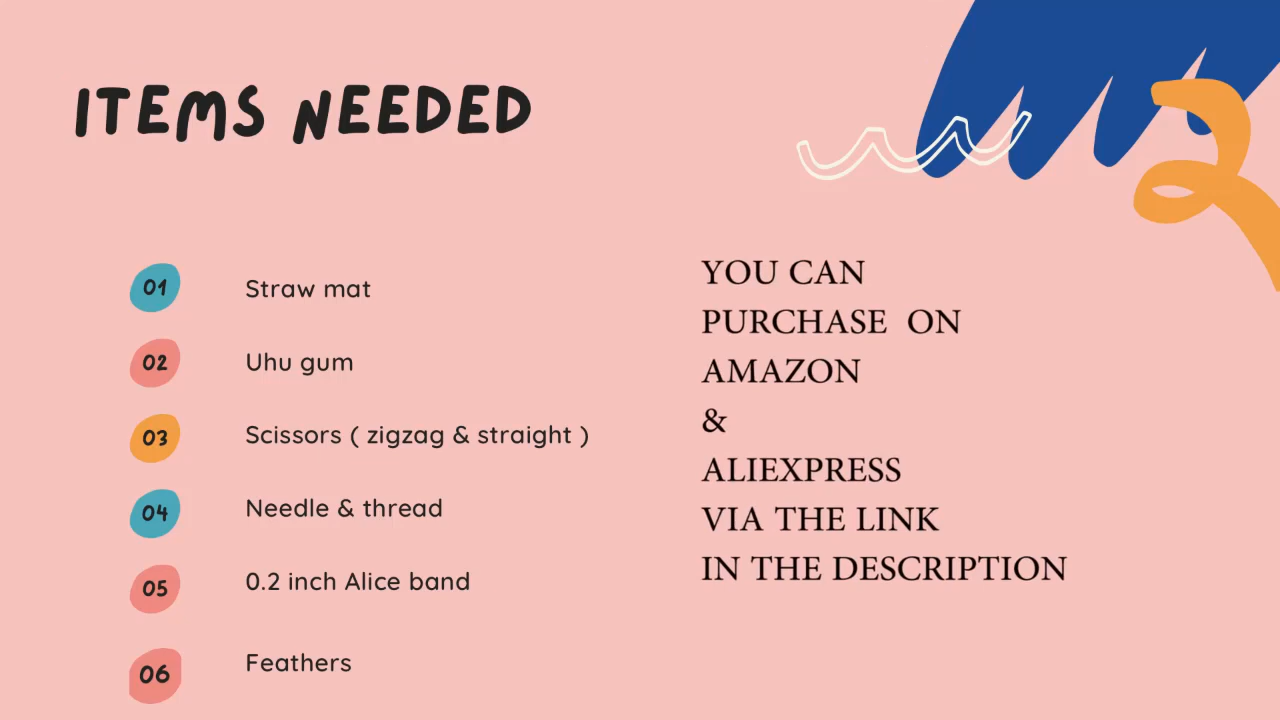 ITEMS NEEDED
01 Straw mat
02 Uhu gum
03 Scissors ( zigzag & straight )
04 Needle & thread
05 0.2 inch Alice band
06 Feathers
YOU CAN
PURCHASE ON
AMAZON
&
ALIEXPRESS
VIA THE LINK
IN THE DESCRIPTION